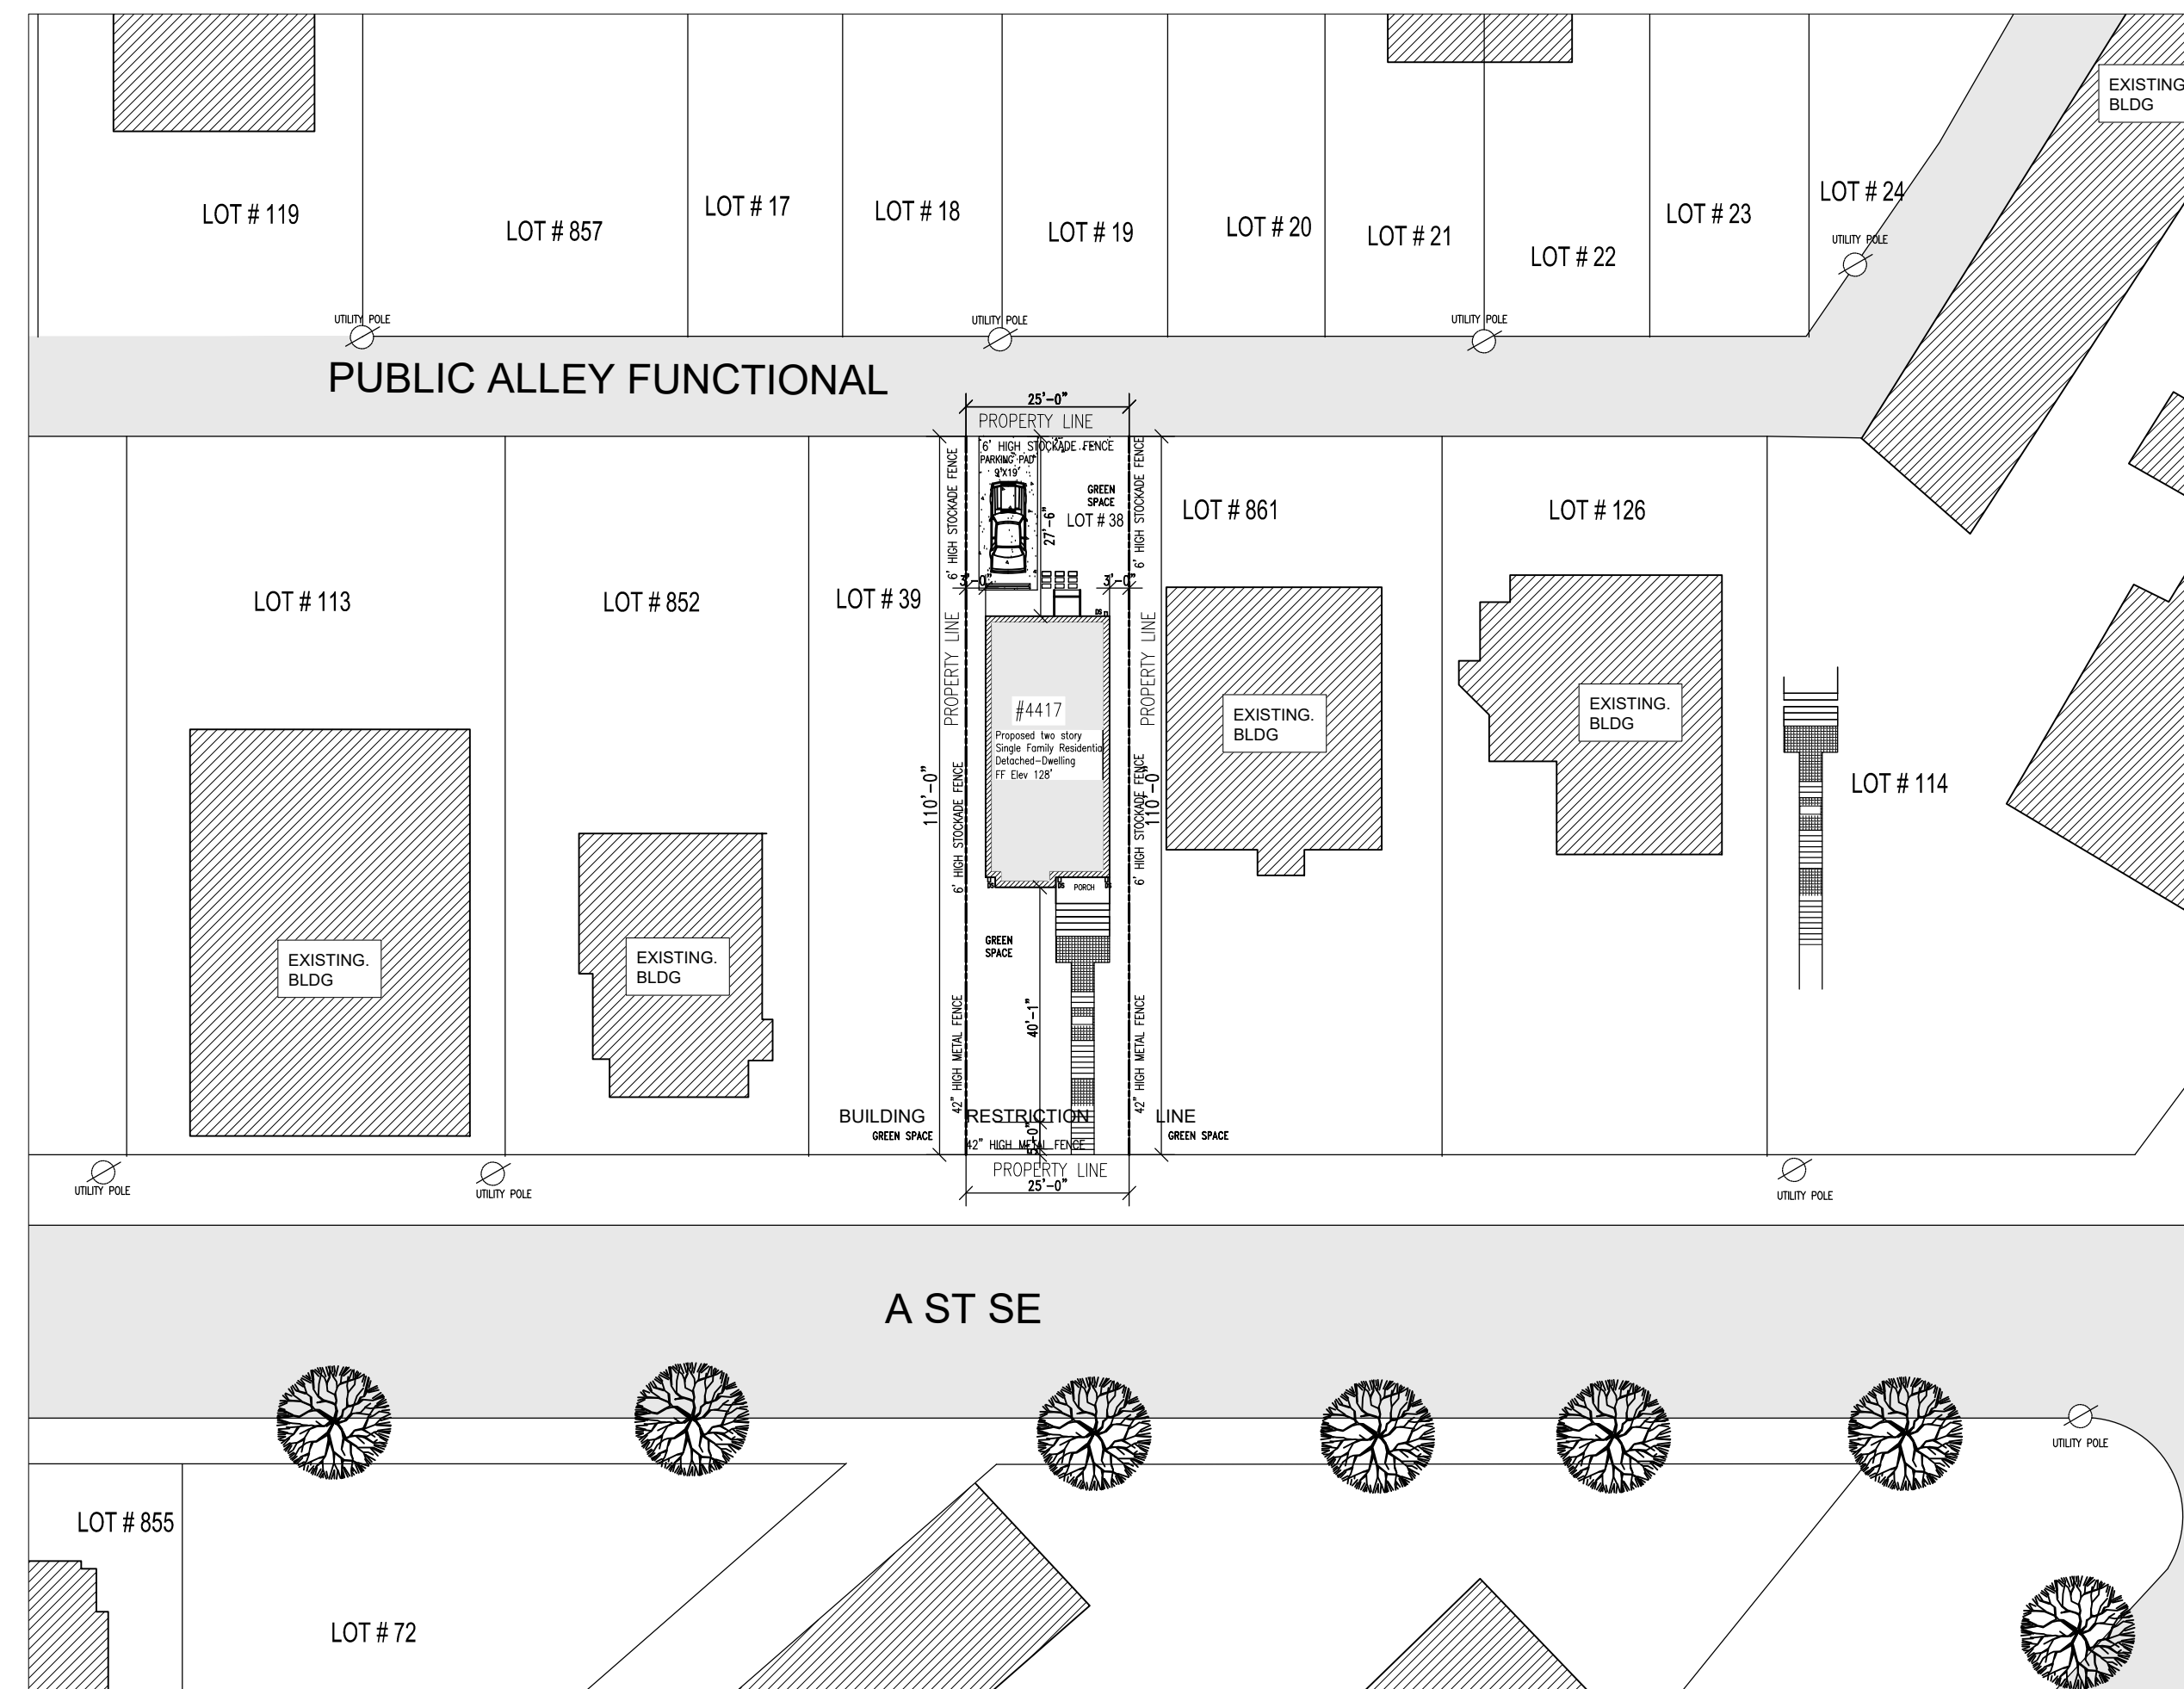 EXISTING
BLDG
LOT # 119
LOT # 857
LOT # 17
LOT # 18
LOT # 19
LOT # 20
LOT # 21
LOT # 22
LOT # 23
LOT # 24
UTILITY POLE
UTILITY POLE
UTILITY POLE
UTILITY POLE
PUBLIC ALLEY FUNCTIONAL
25'-0"
PROPERTY LINE
6' HIGH STOCKADE FENCE
PARKING PAD
9'X19'
6' HIGH STOCKADE FENCE
6' HIGH STOCKADE FENCE
GREEN
SPACE
LOT # 38
27'-6"
3'-0"
3'-0"
LOT # 861
LOT # 126
LOT # 113
LOT # 852
LOT # 39
DS
PROPERTY LINE
PROPERTY LINE
#4417
Proposed two story
Single Family Residentia
Detached-Dwelling
FF Elev 128'
EXISTING.
BLDG
EXISTING.
BLDG
LOT # 114
110'-0"
110'-0"
6' HIGH STOCKADE FENCE
6' HIGH STOCKADE FENCE
DS
DS
PORCH
DS
GREEN
SPACE
EXISTING.
BLDG
EXISTING.
BLDG
40'-1"
42" HIGH METAL FENCE
42" HIGH METAL FENCE
BUILDING RESTRICTION LINE
GREEN SPACE
5'-0"
GREEN SPACE
42" HIGH METAL FENCE
PROPERTY LINE
25'-0"
UTILITY POLE
UTILITY POLE
UTILITY POLE
A ST SE
UTILITY POLE
LOT # 855
LOT # 72